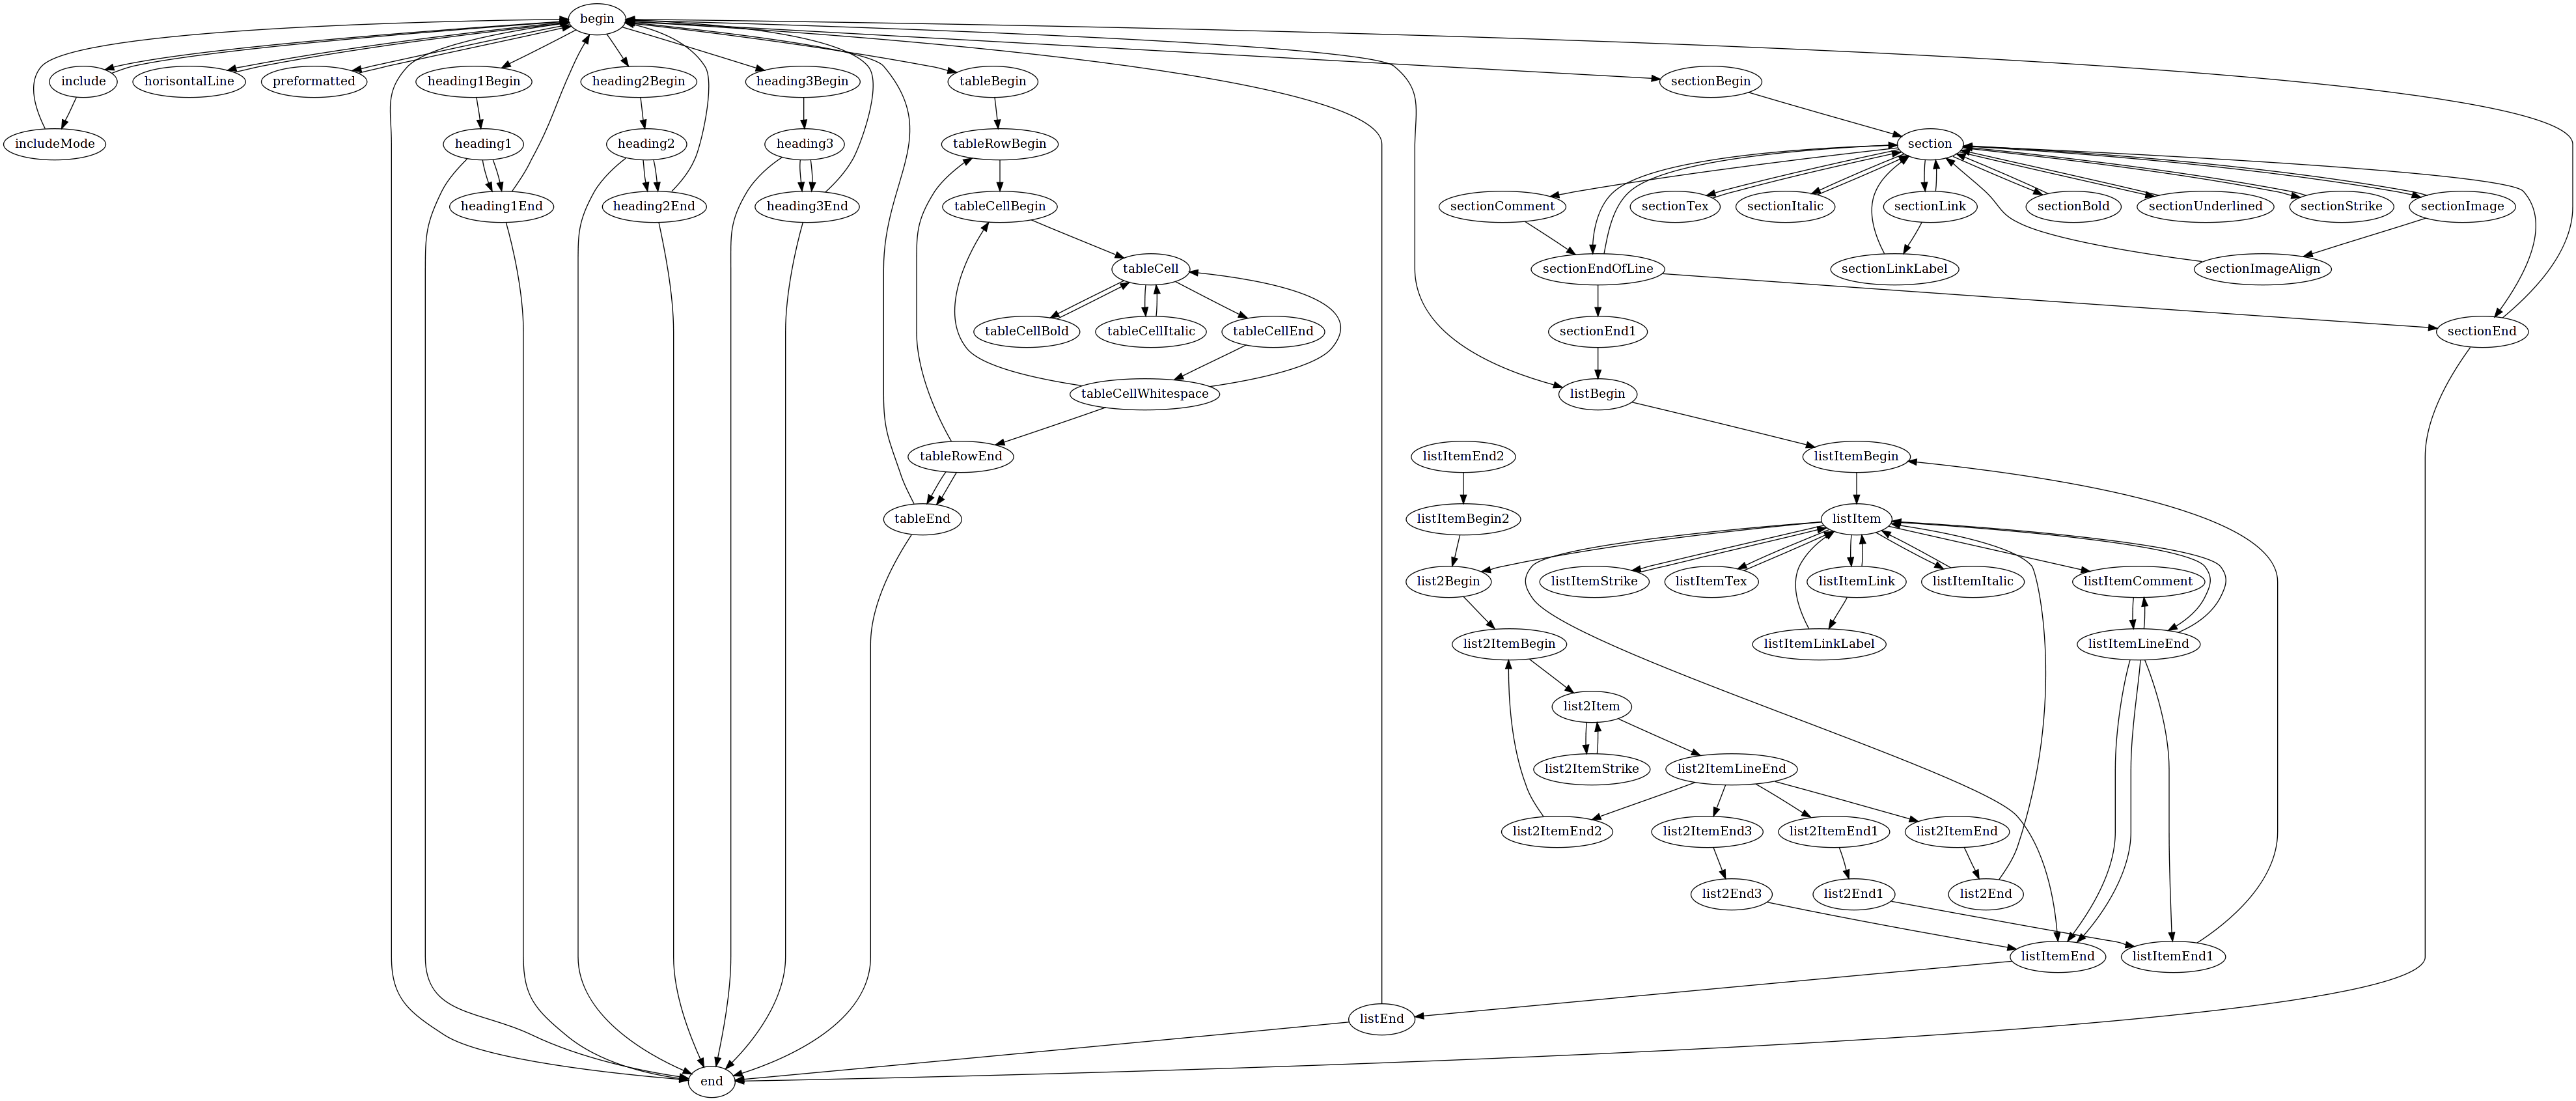 begin
include
horisontalLine
preformatted
heading1Begin
heading2Begin
heading3Begin
tableBegin
sectionBegin
includeMode
heading1
heading2
heading3
tableRowBegin
section
heading1End
heading2End
heading3End
tableCellBegin
sectionComment
sectionTex
sectionItalic
sectionLink
sectionBold
sectionUnderlined
sectionStrike
sectionImage
tableCell
sectionEndOfLine
sectionLinkLabel
sectionImageAlign
tableCellBold
tableCellItalic
tableCellEnd
sectionEnd1
sectionEnd
tableCellWhitespace
listBegin
tableRowEnd
listItemEnd2
listItemBegin
tableEnd
listItemBegin2
listItem
list2Begin
listItemStrike
listItemTex
listItemLink
listItemItalic
listItemComment
list2ItemBegin
listItemLinkLabel
listItemLineEnd
list2Item
list2ItemStrike
list2ItemLineEnd
list2ItemEnd2
list2ItemEnd3
list2ItemEnd1
list2ItemEnd
list2End3
list2End1
list2End
listItemEnd
listItemEnd1
listEnd
end